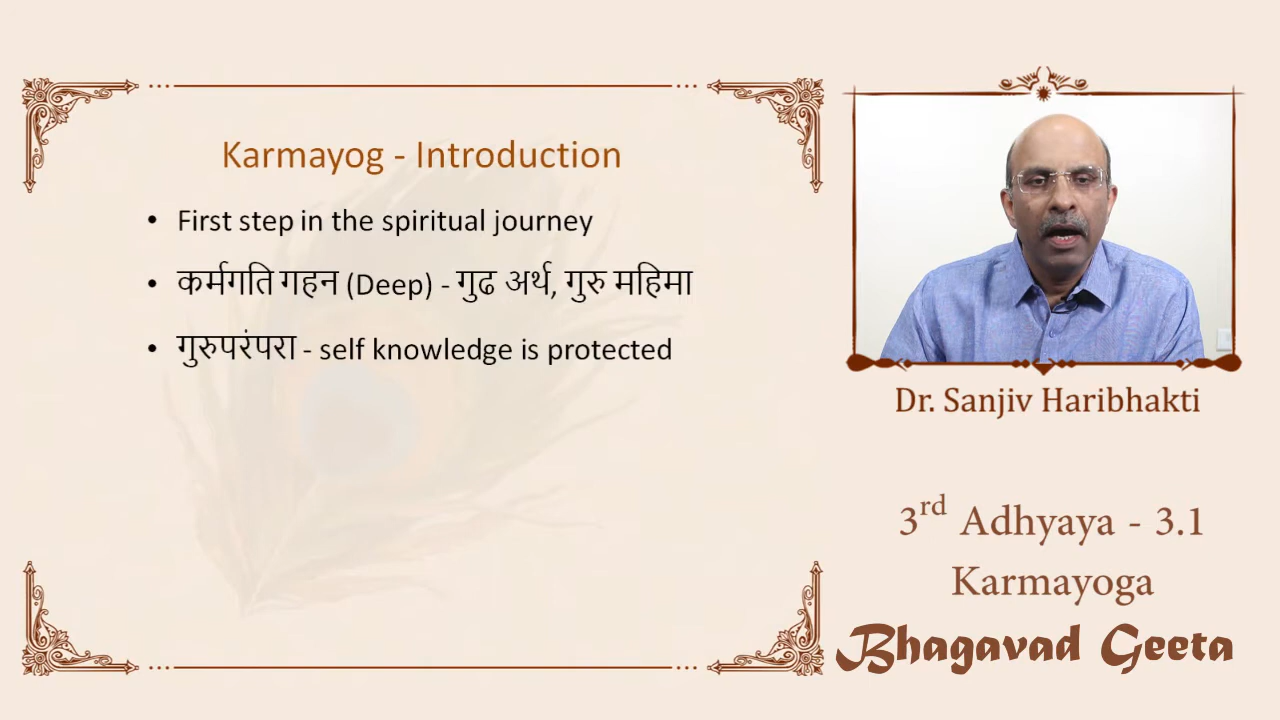 Karmayog - Introduction
• First step in the spiritual journey
• कर्मगति गहन (Deep) - गुढ अर्थ, गुरु महिमा
• गुरुपरंपरा - self knowledge is protected
Dr. Sanjiv Haribhakti
3rd Adhyaya - 3.1
Karmayoga
Bhagavad Geeta